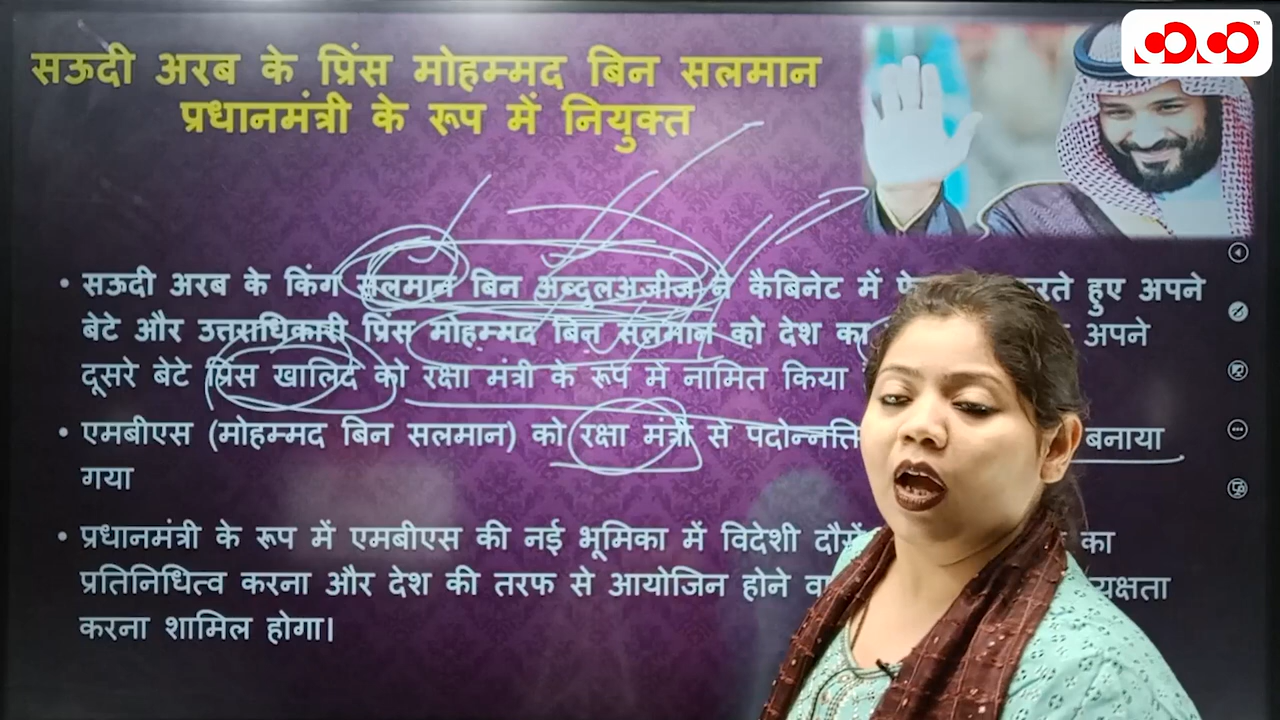 सऊदी अरब के प्रिंस मोहम्मद बिन सलमान
प्रधानमंत्री के रूप में नियुक्त
• सऊदी अरब के किंग सलमान बिन अब्दुलअजीज ने कैबिनेट में हुए अपने
बेटे और उत्तराधिकारी प्रिंस मोहम्मद बिन सलमान को देश का अपने
दूसरे बेटे प्रिंस खालिद को रक्षा मंत्री के रूप में नामित किया
• एमबीएस (मोहम्मद बिन सलमान) को रक्षा मंत्री से पदोन्नति बनाया
गया
• प्रधानमंत्री के रूप में एमबीएस की नई भूमिका में विदेशी का
प्रतिनिधित्व करना और देश की तरफ से आयोजिन होने
करना शामिल होगा।